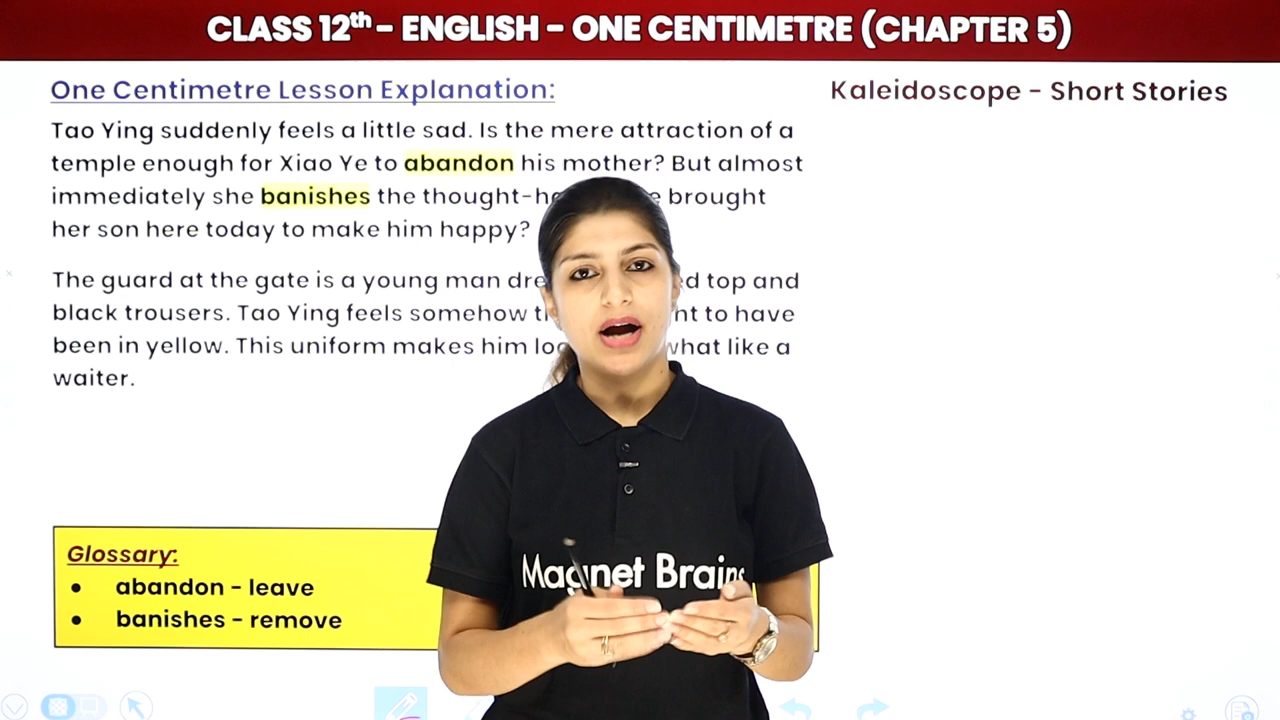 CLASS 12th - ENGLISH - ONE CENTIMETRE (CHAPTER 5)
One Centimetre Lesson Explanation:
Kaleidoscope - Short Stories
Tao Ying suddenly feels a little sad. Is the mere attraction of a
temple enough for Xiao Ye to abandon his mother? But almost
immediately she banishes the thought-h brought
her son here today to make him happy?
The guard at the gate is a young man top and
black trousers. Tao Ying feels somehow to have
been in yellow. This uniform makes him like a
waiter.
Glossary:
• abandon - leave
• banishes - remove
Magnet Brains